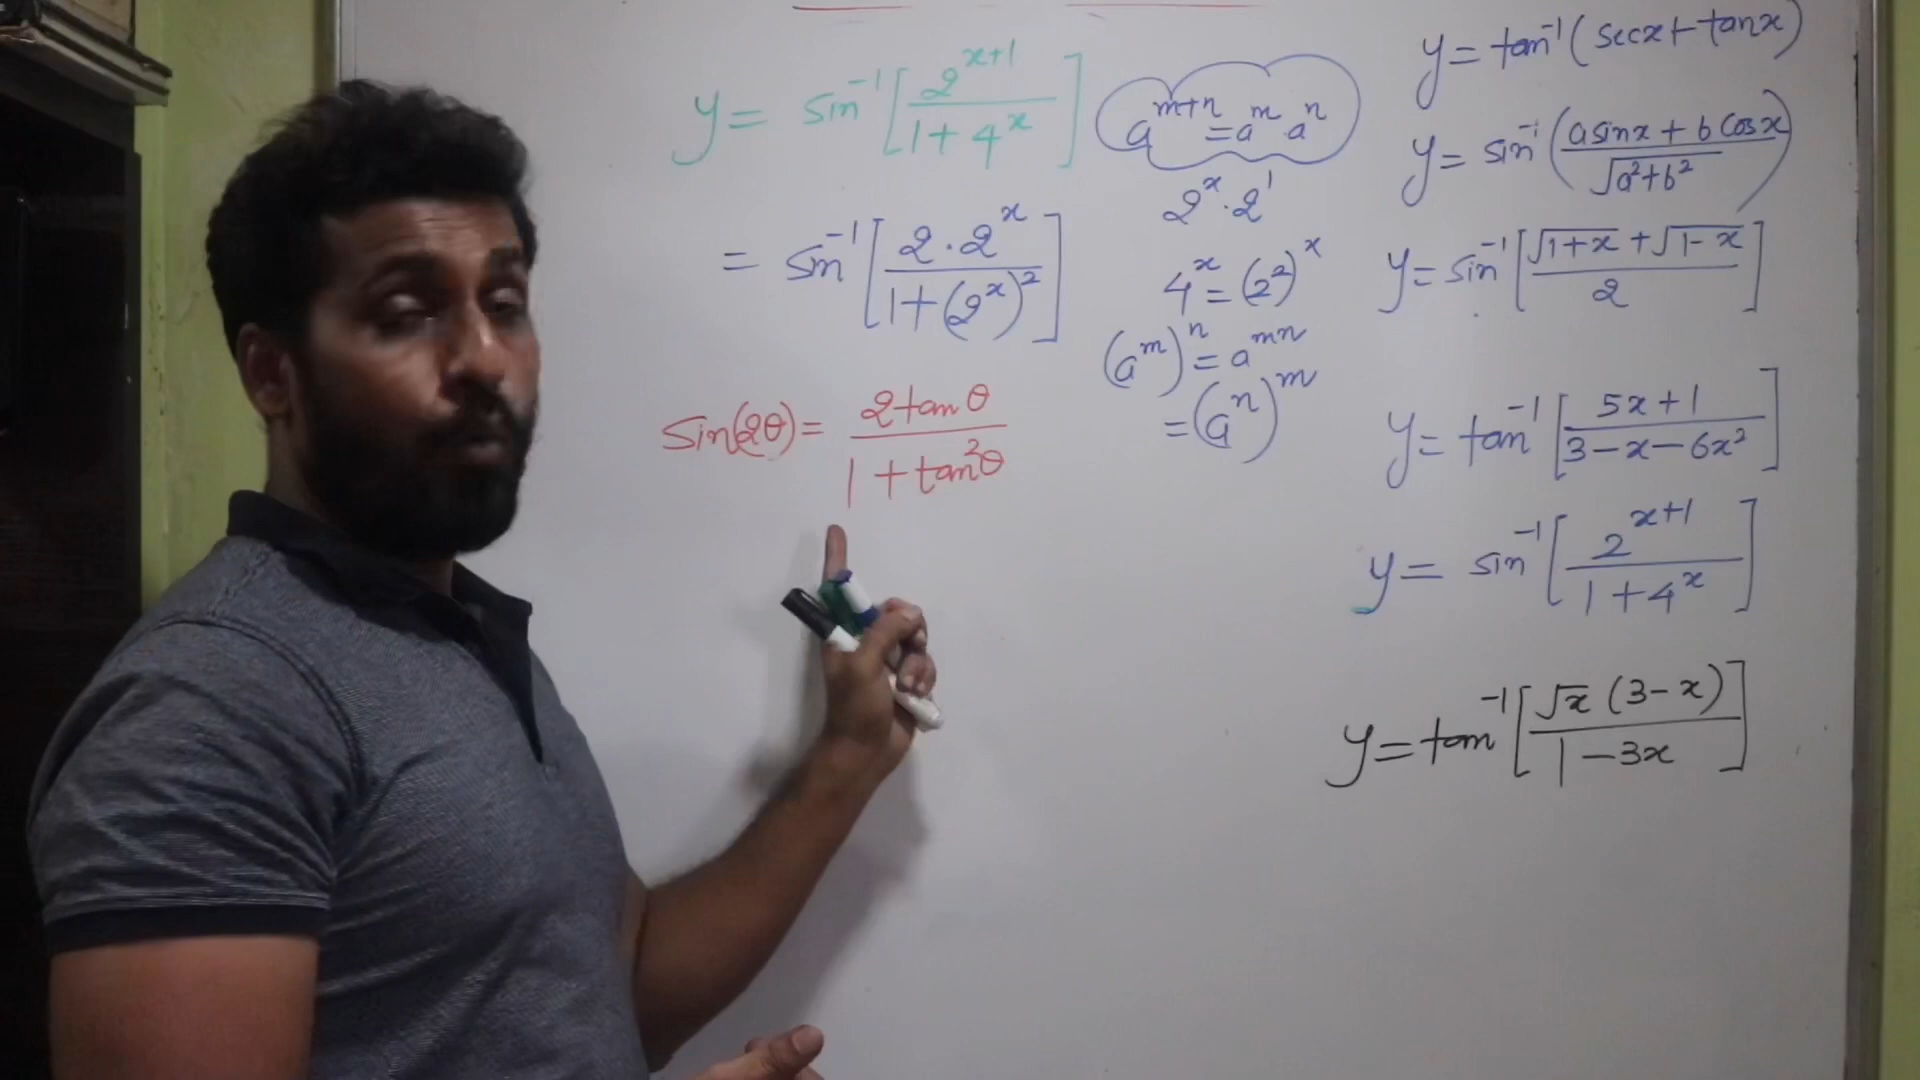 y = sin⁻¹[2^(x+1) / (1 + 4^x)]
= sin⁻¹[2·2^x / (1 + (2^x)²)]
sin(2θ) = 2tanθ / (1 + tan²θ)
a^(m+n) = a^m · a^n
2^x · 2^1
4^x = (2²)^x
(a^m)^n = a^(mn)
= (a^n)^m
y = tan⁻¹(secx + tanx)
y = sin⁻¹((a sinx + b cosx) / √(a²+b²))
y = sin⁻¹[(√(1+x) + √(1-x)) / 2]
y = tan⁻¹[(5x + 1) / (3 - x - 6x²)]
y = sin⁻¹[2^(x+1) / (1 + 4^x)]
y = tan⁻¹[√x (3 - x) / (1 - 3x)]